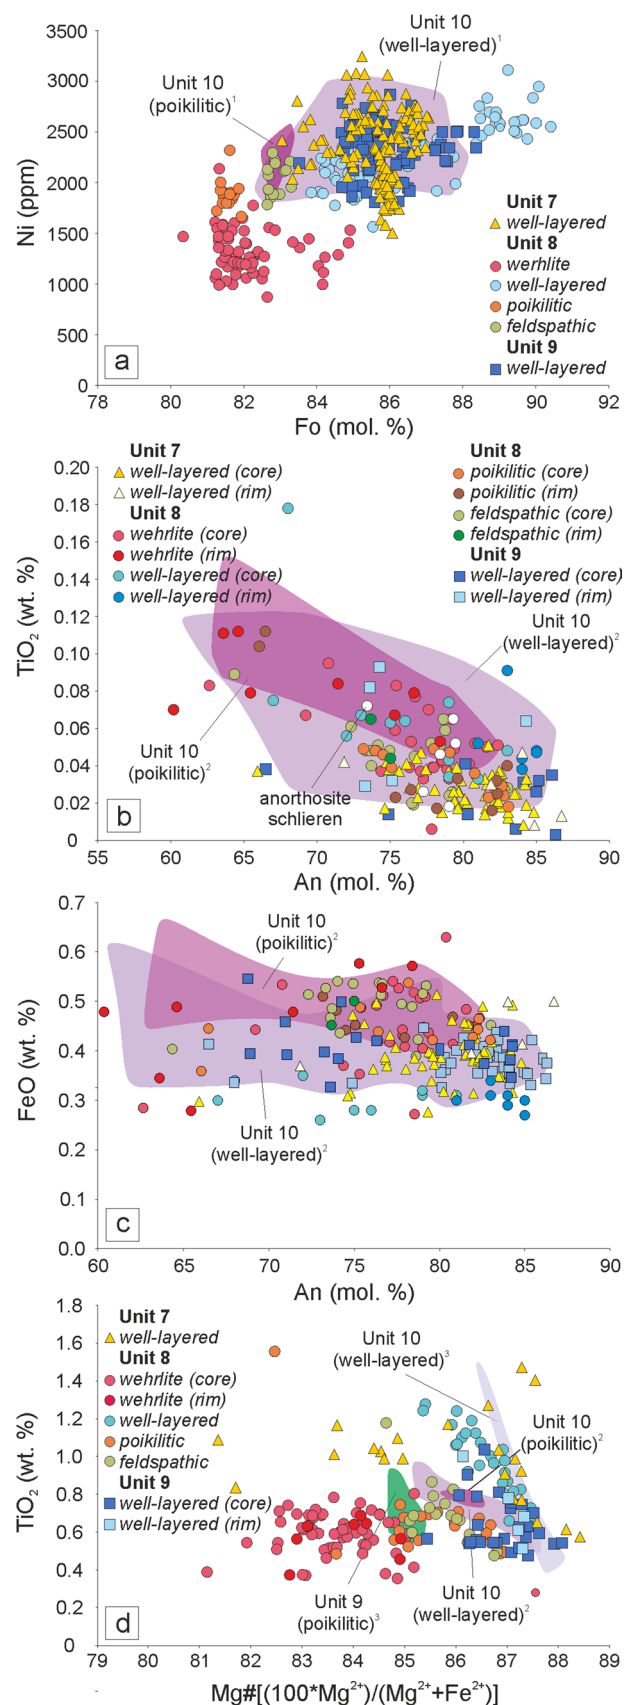 Unit 10
(well-layered)1
Unit 10
(poikilitic)1
3500
3000
2500
2000
1500
1000
500
0
Ni (ppm)
Unit 7
well-layered
Unit 8
werhlite
well-layered
poikilitic
feldspathic
Unit 9
well-layered
a
78 80 82 84 86 88 90 92
Fo (mol. %)
Unit 7
well-layered (core)
well-layered (rim)
Unit 8
wehrlite (core)
wehrlite (rim)
well-layered (core)
well-layered (rim)
Unit 8
poikilitic (core)
poikilitic (rim)
feldspathic (core)
feldspathic (rim)
Unit 9
well-layered (core)
well-layered (rim)
0.20
0.18
0.16
0.14
0.12
0.10
0.08
0.06
0.04
0.02
0
TiO2 (wt. %)
Unit 10
(well-layered)2
Unit 10
(poikilitic)2
anorthosite
schlieren
b
55 60 65 70 75 80 85 90
An (mol. %)
0.7
0.6
0.5
0.4
0.3
0.2
0.1
0.0
FeO (wt. %)
Unit 10
(poikilitic)2
Unit 10
(well-layered)2
c
60 65 70 75 80 85 90
An (mol. %)
1.8
1.6
1.4
1.2
1.0
0.8
0.6
0.4
0.2
0
TiO2 (wt. %)
Unit 7
well-layered
Unit 8
wehrlite (core)
wehrlite (rim)
well-layered
poikilitic
feldspathic
Unit 9
well-layered (core)
well-layered (rim)
Unit 10
(well-layered)3
Unit 10
(poikilitic)2
Unit 9
(poikilitic)3
Unit 10
(well-layered)2
d
79 80 81 82 83 84 85 86 87 88 89
Mg#[(100*Mg2+)/(Mg2++Fe2+)]